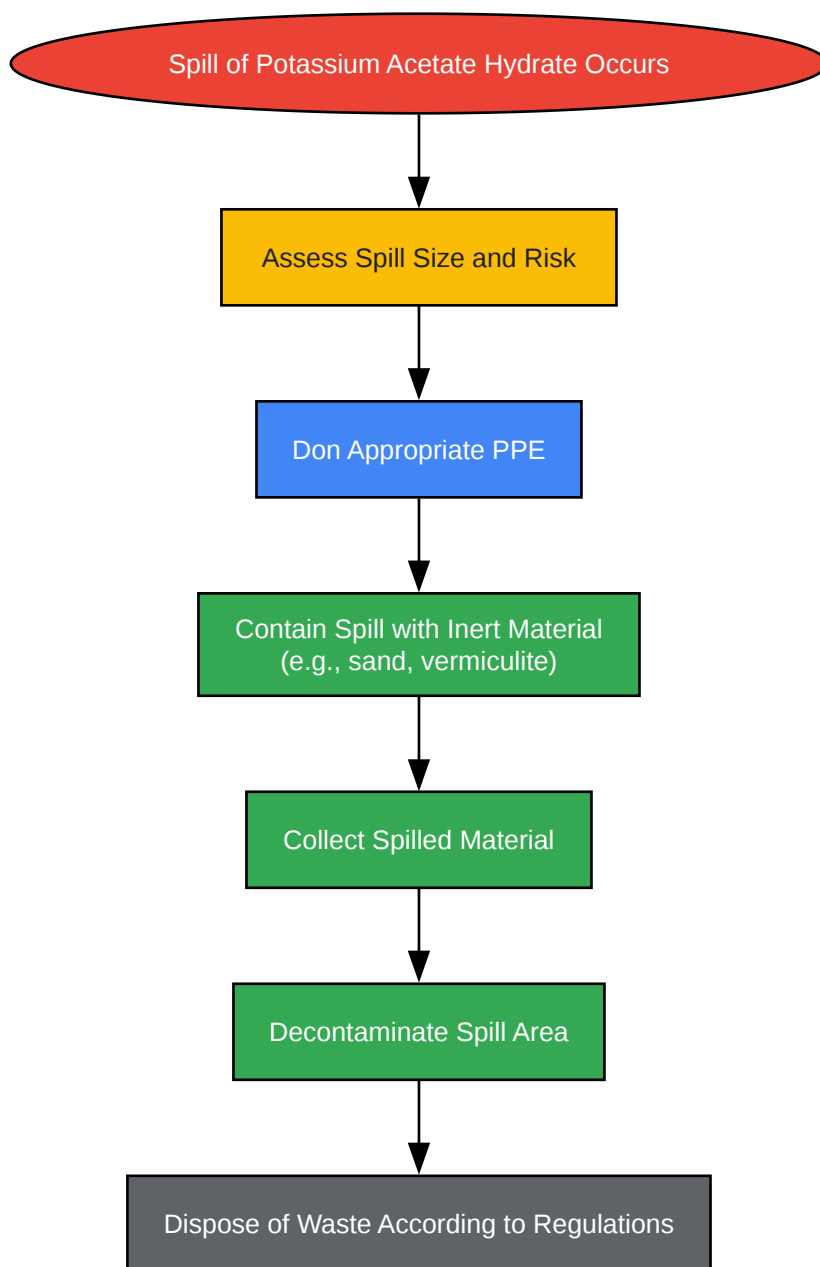 Spill of Potassium Acetate Hydrate Occurs
Assess Spill Size and Risk
Don Appropriate PPE
Contain Spill with Inert Material
(e.g., sand, vermiculite)
Collect Spilled Material
Decontaminate Spill Area
Dispose of Waste According to Regulations